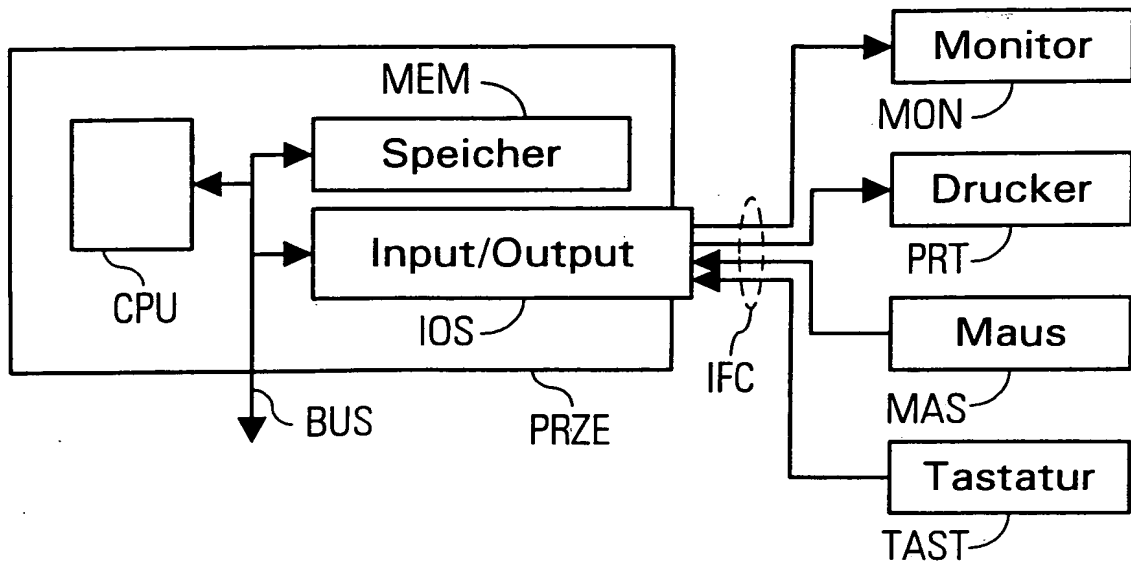 Monitor
MON
MEM
Speicher
Drucker
PRT
CPU
Input/Output
IOS
IFC
Maus
MAS
BUS
PRZE
Tastatur
TAST